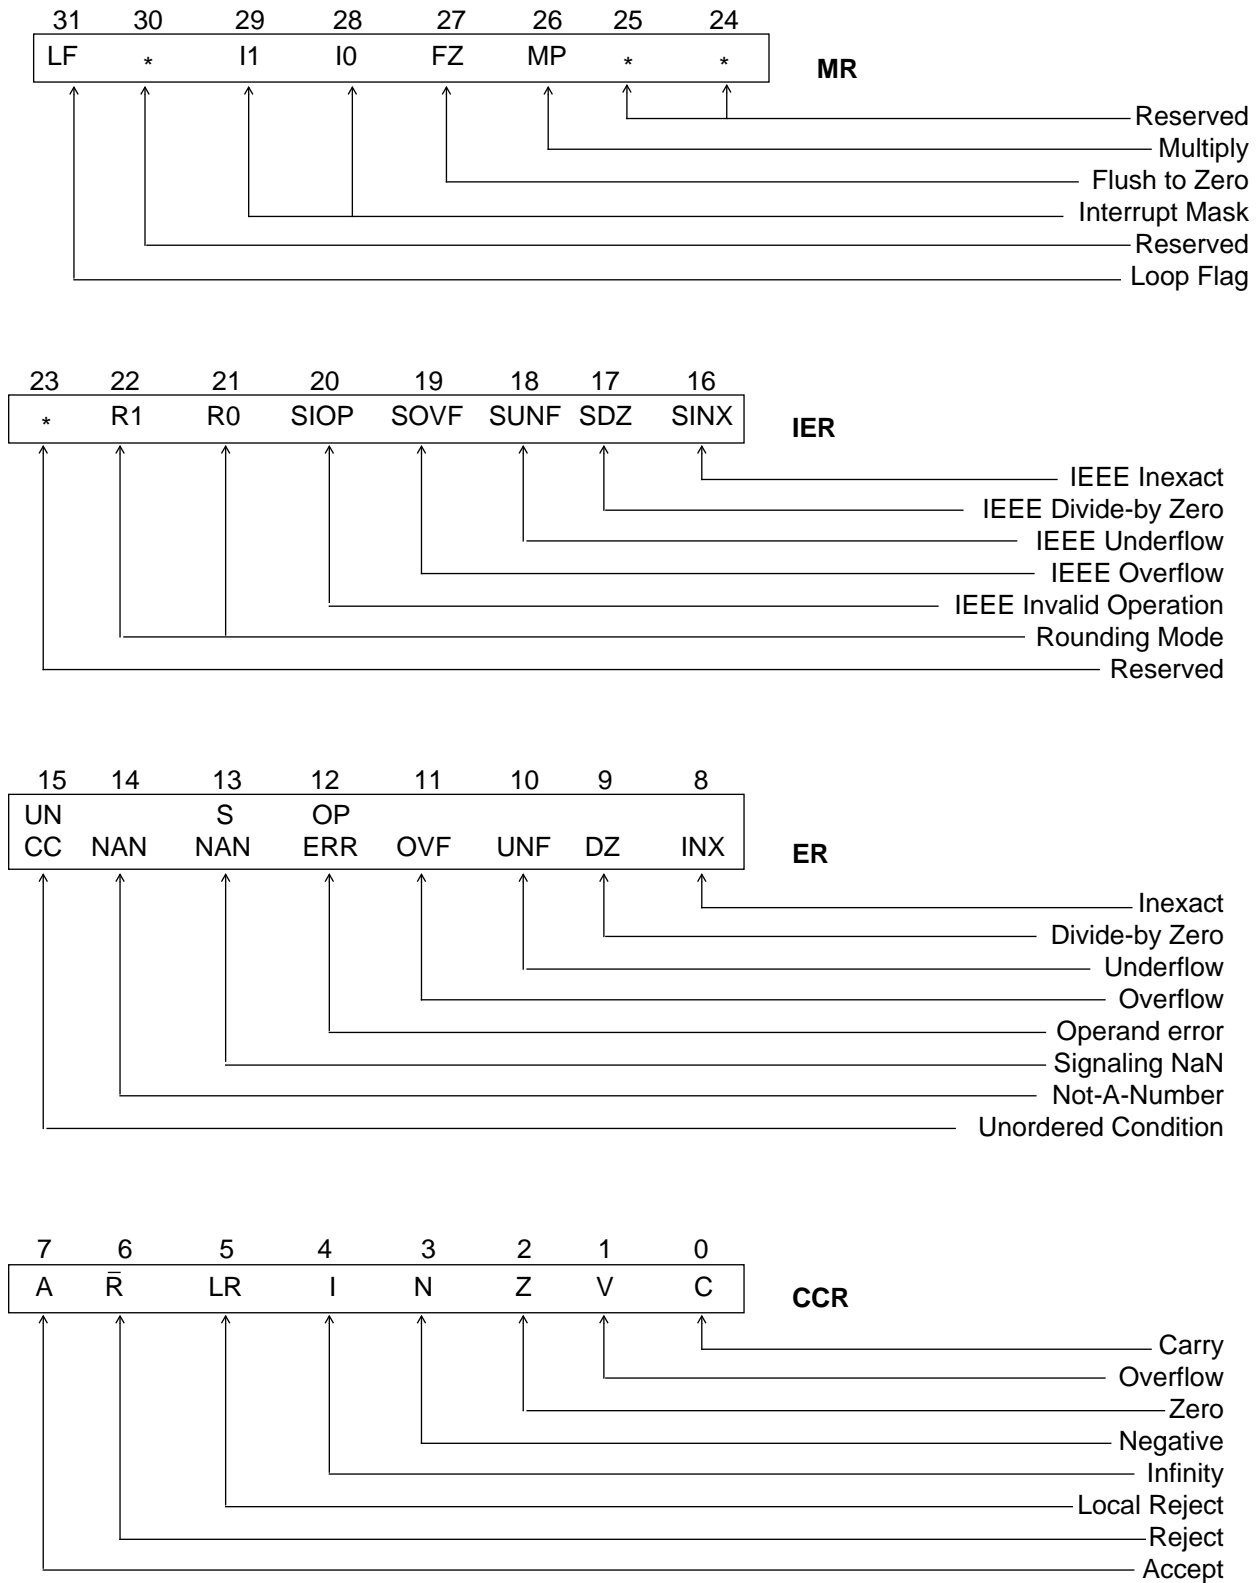 31 30 29 28 27 26 25 24
LF * I1 I0 FZ MP * *
MR
Reserved
Multiply
Flush to Zero
Interrupt Mask
Reserved
Loop Flag
23 22 21 20 19 18 17 16
* R1 R0 SIOP SOVF SUNF SDZ SINX
IER
IEEE Inexact
IEEE Divide-by Zero
IEEE Underflow
IEEE Overflow
IEEE Invalid Operation
Rounding Mode
Reserved
15 14 13 12 11 10 9 8
UN S OP
CC NAN NAN ERR OVF UNF DZ INX
ER
Inexact
Divide-by Zero
Underflow
Overflow
Operand error
Signaling NaN
Not-A-Number
Unordered Condition
7 6 5 4 3 2 1 0
A R̅ LR I N Z V C
CCR
Carry
Overflow
Zero
Negative
Infinity
Local Reject
Reject
Accept